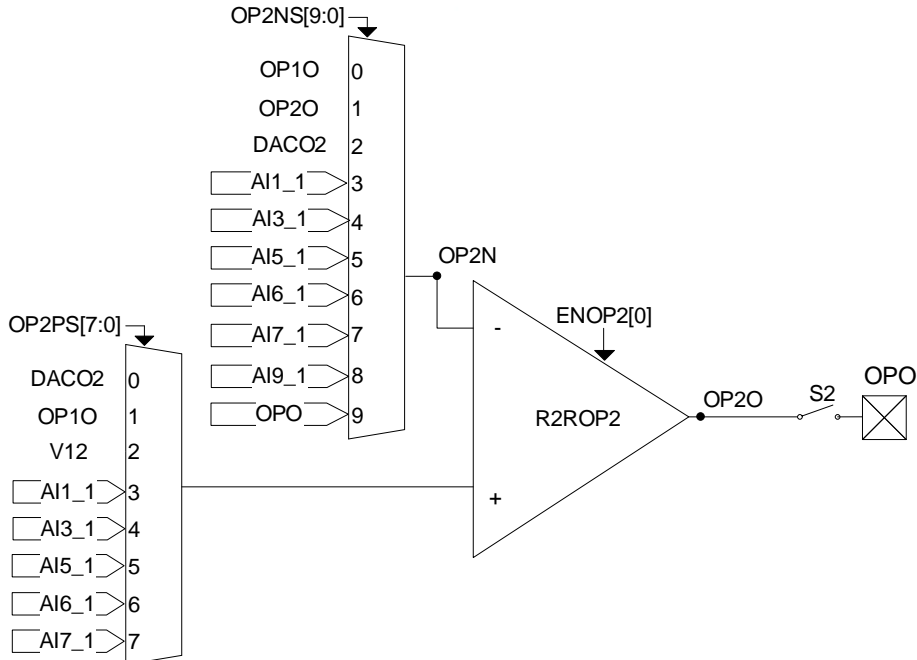 OP2NS[9:0]
OP1O 0
OP2O 1
DACO2 2
AI1_1 3
AI3_1 4
AI5_1 5
AI6_1 6
AI7_1 7
AI9_1 8
OPO 9
OP2N
OP2PS[7:0]
DACO2 0
OP1O 1
V12 2
AI1_1 3
AI3_1 4
AI5_1 5
AI6_1 6
AI7_1 7
-
+
ENOP2[0]
R2ROP2
OP2O
S2
OPO